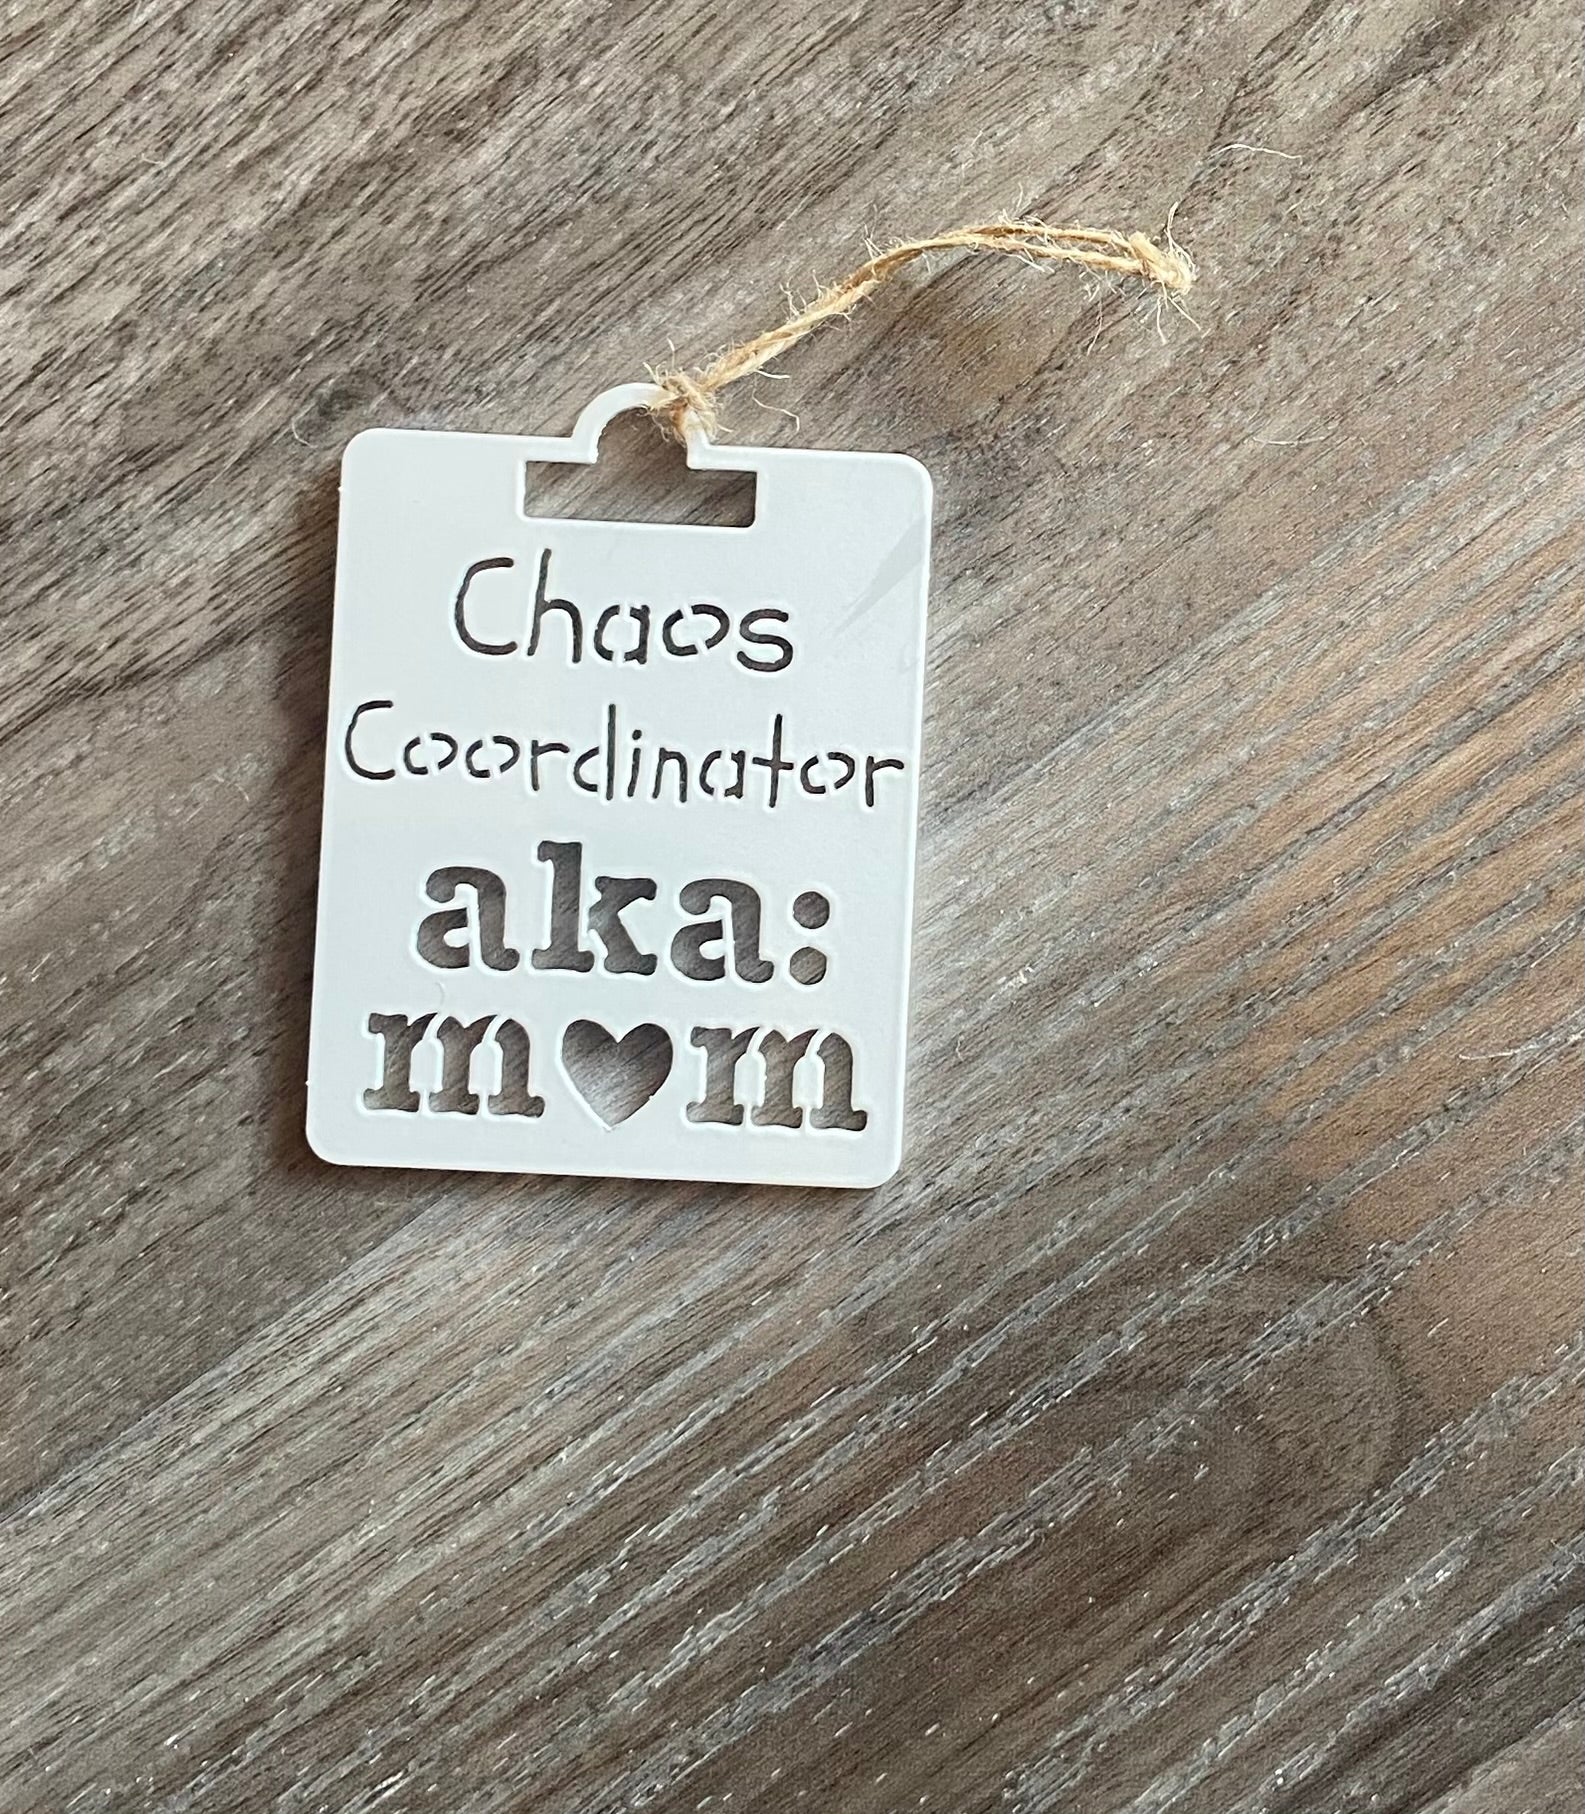 Chaos
Coordinator
aka:
m♥m